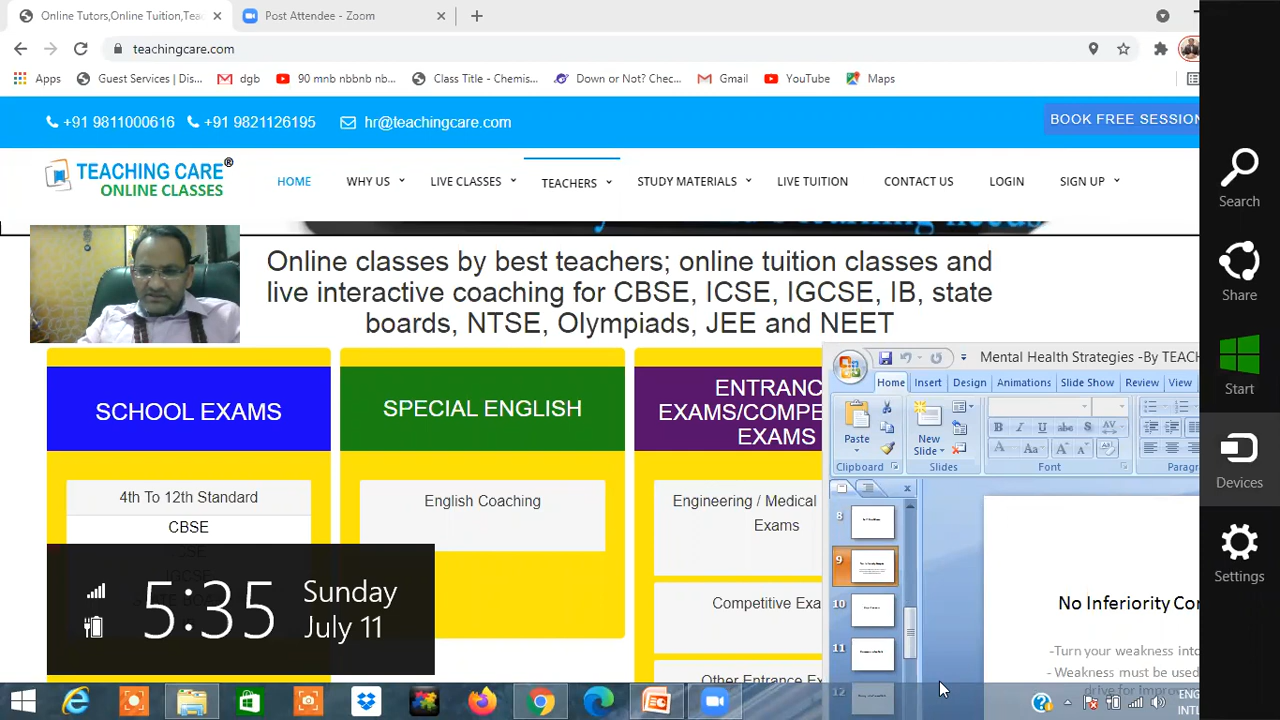 Online Tutors,Online Tuition,Tea
Post Attendee - Zoom
teachingcare.com
Apps
Guest Services | Dis...
dgb
90 mnb nbbnb nb...
Class Title - Chemis...
Down or Not? Chec...
Gmail
YouTube
Maps
+91 9811000616
+91 9821126195
hr@teachingcare.com
BOOK FREE SESSION
TEACHING CARE®
ONLINE CLASSES
HOME
WHY US
LIVE CLASSES
TEACHERS
STUDY MATERIALS
LIVE TUITION
CONTACT US
LOGIN
SIGN UP
Online classes by best teachers; online tuition classes and
live interactive coaching for CBSE, ICSE, IGCSE, IB, state
boards, NTSE, Olympiads, JEE and NEET
SCHOOL EXAMS
4th To 12th Standard
CBSE
SPECIAL ENGLISH
English Coaching
ENTRANC
EXAMS/COMPE
EXAMS
Engineering / Medical
Exams
Competitive Exa
Other Entrance E
Mental Health Strategies -By TEACH
Home
Insert
Design
Animations
Slide Show
Review
View
Paste
Clipboard
New
Slide
Slides
Font
Paragr
8
9
10
11
12
No Inferiority Co
-Turn your weakness into
- Weakness must be used
drive for Impro
5:35
Sunday
July 11
Search
Share
Start
Devices
Settings
ENG
INTL